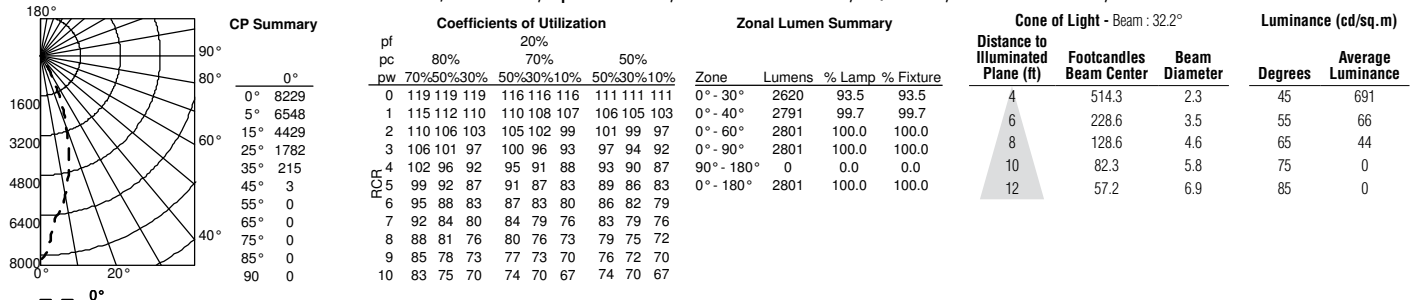 180°
90°
80°
60°
40°
20°
0°
1600
3200
4800
6400
8000
0°
CP Summary
0°
0° 8229
5° 6548
15° 4429
25° 1782
35° 215
45° 3
55° 0
65° 0
75° 0
85° 0
90 0
Coefficients of Utilization
pf 20%
pc 80% 70% 50%
pw 70%50%30% 50%30%10% 50%30%10%
RCR
0 119 119 119 116 116 116 111 111 111
1 115 112 110 110 108 107 106 105 103
2 110 106 103 105 102 99 101 99 97
3 106 101 97 100 96 93 97 94 92
4 102 96 92 95 91 88 93 90 87
5 99 92 87 91 87 83 89 86 83
6 95 88 83 87 83 80 86 82 79
7 92 84 80 84 79 76 83 79 76
8 88 81 76 80 76 73 79 75 72
9 85 78 73 77 73 70 76 72 70
10 83 75 70 74 70 67 74 70 67
Zonal Lumen Summary
Zone Lumens % Lamp % Fixture
0° - 30° 2620 93.5 93.5
0° - 40° 2791 99.7 99.7
0° - 60° 2801 100.0 100.0
0° - 90° 2801 100.0 100.0
90° - 180° 0 0.0 0.0
0° - 180° 2801 100.0 100.0
Cone of Light - Beam : 32.2°
Distance to
Illuminated Footcandles Beam
Plane (ft) Beam Center Diameter
4 514.3 2.3
6 228.6 3.5
8 128.6 4.6
10 82.3 5.8
12 57.2 6.9
Luminance (cd/sq.m)
Average
Degrees Luminance
45 691
55 66
65 44
75 0
85 0